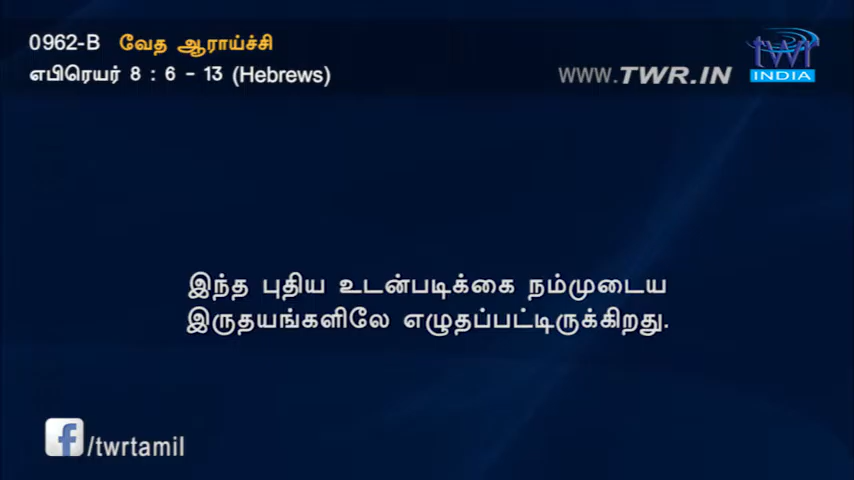 0962-B வேத ஆராய்ச்சி
எபிரெயர் 8 : 6 - 13 (Hebrews)
WWW.TWR.IN
twr
INDIA
இந்த புதிய உடன்படிக்கை நம்முடைய
இருதயங்களிலே எழுதப்பட்டிருக்கிறது.
f/twrtamil